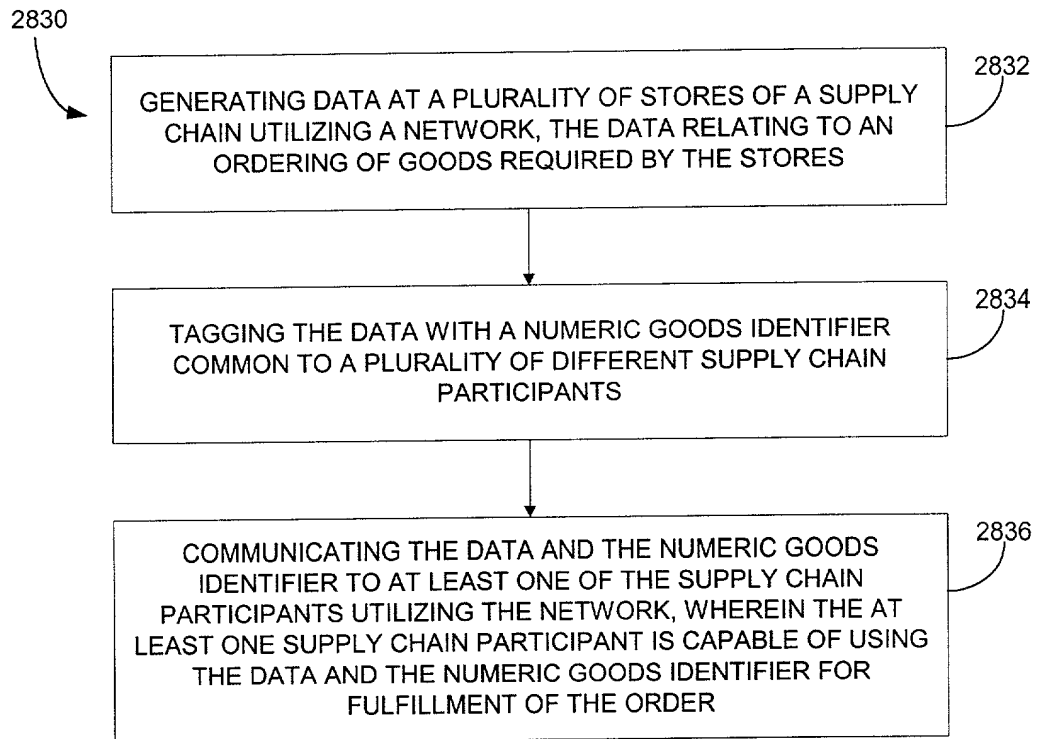 2830
2832
GENERATING DATA AT A PLURALITY OF STORES OF A SUPPLY
CHAIN UTILIZING A NETWORK, THE DATA RELATING TO AN
ORDERING OF GOODS REQUIRED BY THE STORES
2834
TAGGING THE DATA WITH A NUMERIC GOODS IDENTIFIER
COMMON TO A PLURALITY OF DIFFERENT SUPPLY CHAIN
PARTICIPANTS
2836
COMMUNICATING THE DATA AND THE NUMERIC GOODS
IDENTIFIER TO AT LEAST ONE OF THE SUPPLY CHAIN
PARTICIPANTS UTILIZING THE NETWORK, WHEREIN THE AT
LEAST ONE SUPPLY CHAIN PARTICIPANT IS CAPABLE OF USING
THE DATA AND THE NUMERIC GOODS IDENTIFIER FOR
FULFILLMENT OF THE ORDER